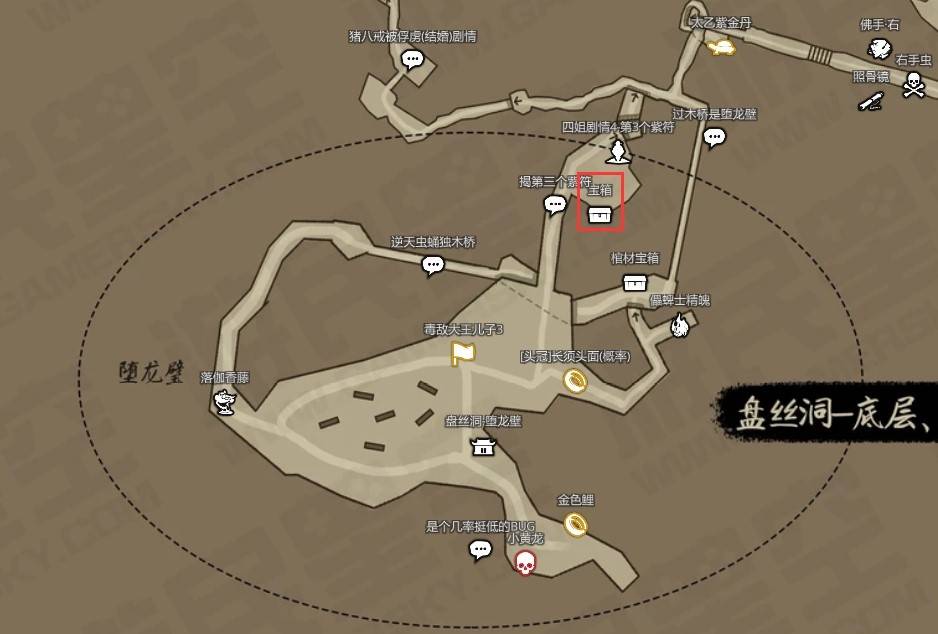 太乙紫金丹
佛手·右
猪八戒被俘虏(结婚)剧情
右手虫
照骨镜
过木桥是堕龙壁
四姐剧情4-第3个紫符
揭第三个紫符
宝箱
逆天虫蛹独木桥
棺材宝箱
儡蜱士精魄
毒敌大王儿子3
[头冠]长须头面(概率)
堕龙壁
落伽香藤
盘丝洞-底层、
盘丝洞·堕龙壁
金色鲤
是个几率挺低的BUG
小黄龙